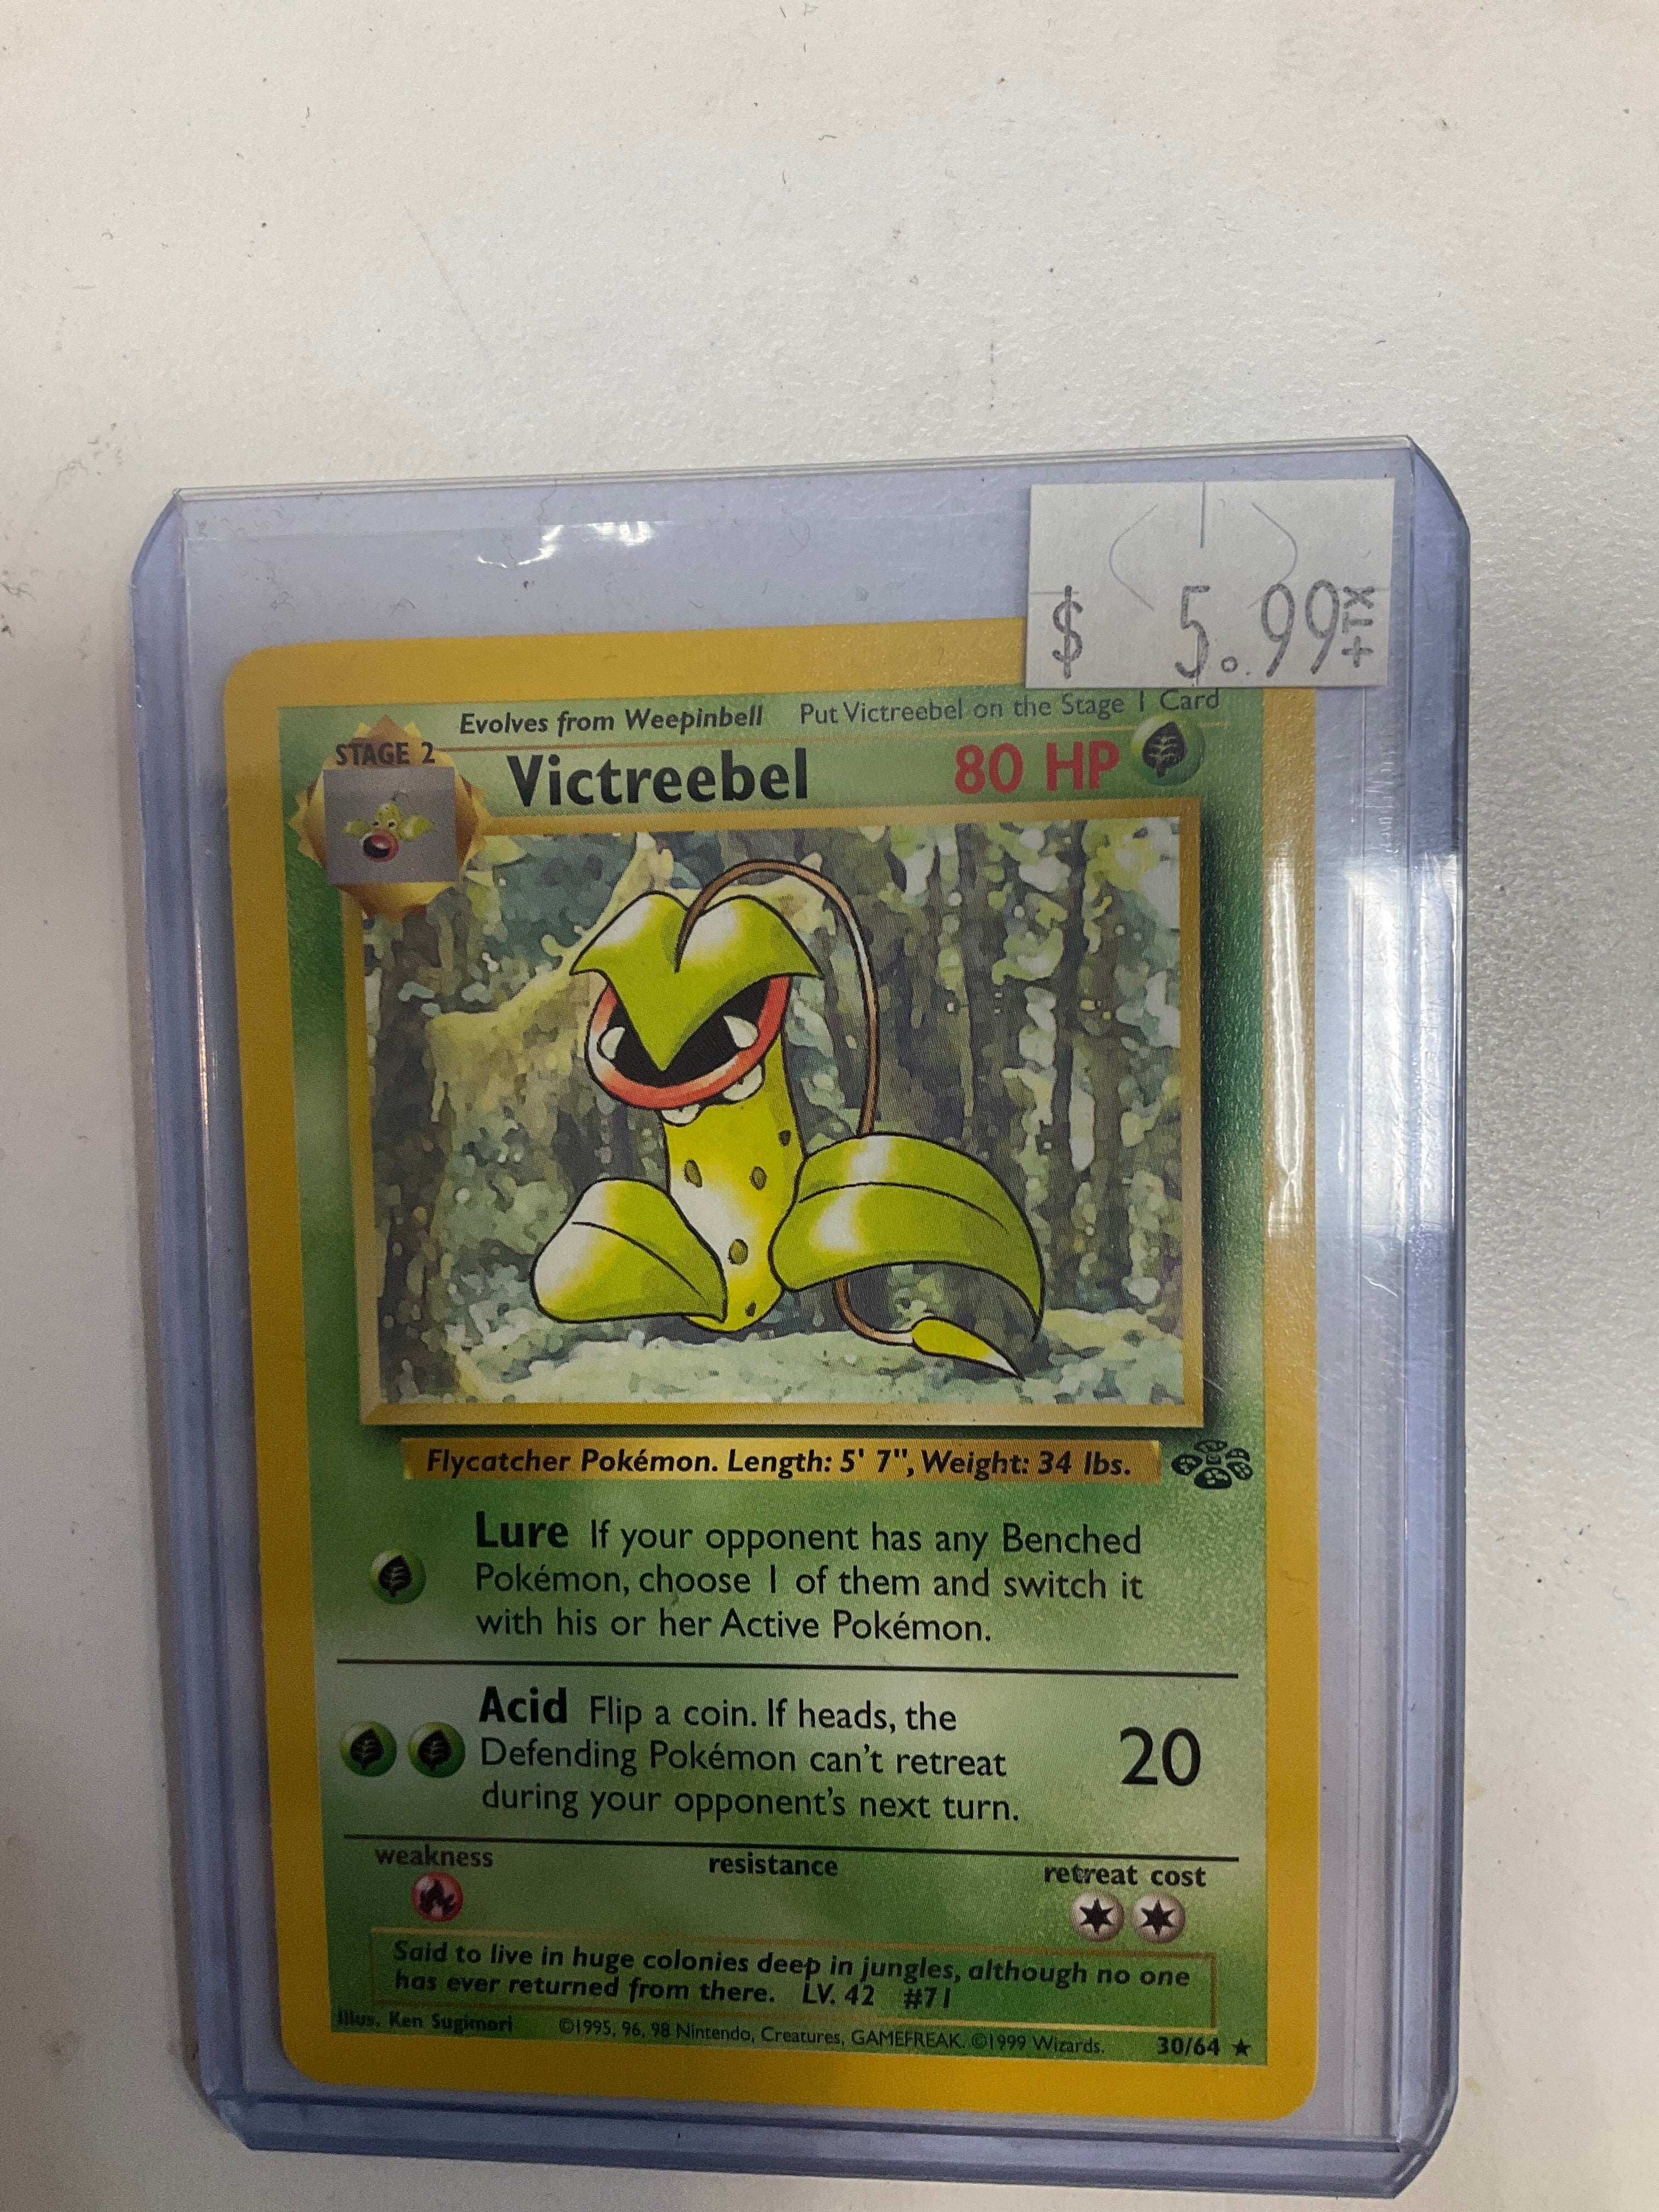 $ 5.99+TX
Evolves from Weepinbell Put Victreebel on the Stage 1 Card
STAGE 2
Victreebel 80 HP
Flycatcher Pokémon. Length: 5' 7", Weight: 34 lbs.
Lure If your opponent has any Benched
Pokémon, choose 1 of them and switch it
with his or her Active Pokémon.
Acid Flip a coin. If heads, the
Defending Pokémon can't retreat
during your opponent's next turn.
20
weakness resistance retreat cost
Said to live in huge colonies deep in jungles, although no one
has ever returned from there. LV. 42 #71
Illus. Ken Sugimori ©1995, 96, 98 Nintendo, Creatures, GAMEFREAK. ©1999 Wizards. 30/64 ★